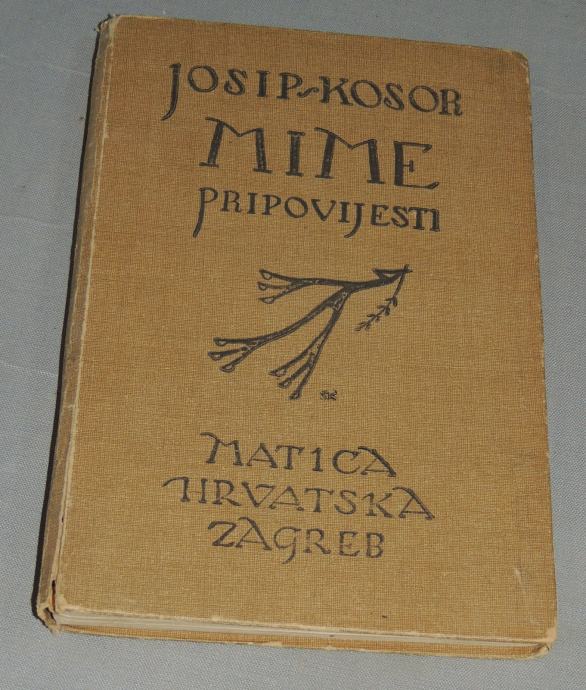 JOSIP~KOSOR
MIME
PRIPOVIJESTI
MATICA
HRVATSKA
ZAGREB